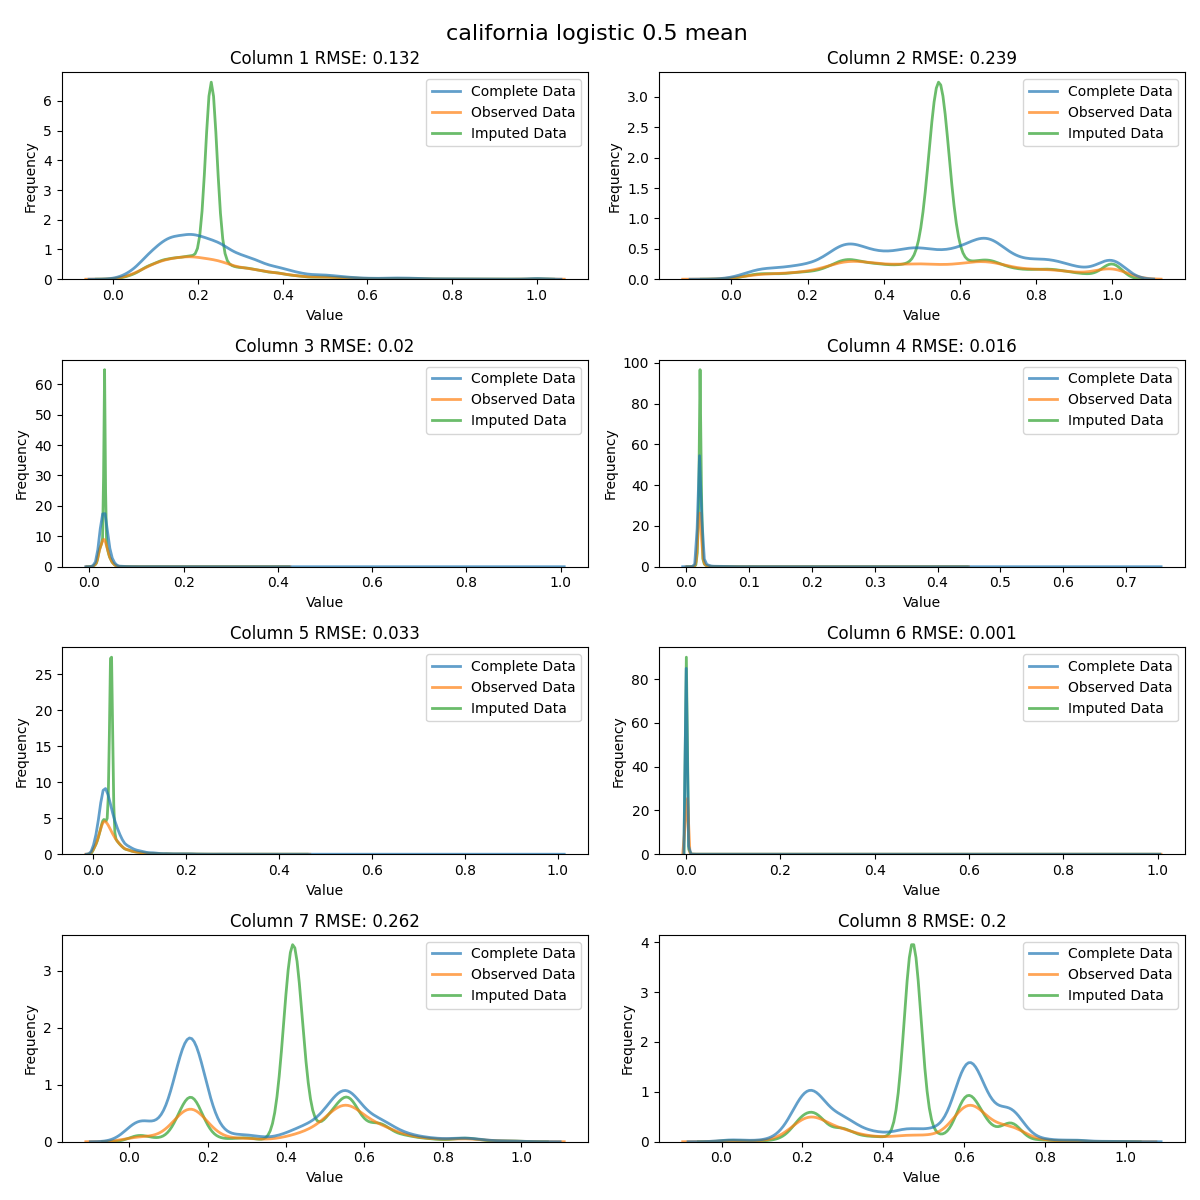 california logistic 0.5 mean
Column 1 RMSE: 0.132
Frequency
6
5
4
3
2
1
0
0.0 0.2 0.4 0.6 0.8 1.0
Value
Complete Data
Observed Data
Imputed Data
Column 2 RMSE: 0.239
Frequency
3.0
2.5
2.0
1.5
1.0
0.5
0.0
0.0 0.2 0.4 0.6 0.8 1.0
Value
Complete Data
Observed Data
Imputed Data
Column 3 RMSE: 0.02
Frequency
60
50
40
30
20
10
0
0.0 0.2 0.4 0.6 0.8 1.0
Value
Complete Data
Observed Data
Imputed Data
Column 4 RMSE: 0.016
Frequency
100
80
60
40
20
0
0.0 0.1 0.2 0.3 0.4 0.5 0.6 0.7
Value
Complete Data
Observed Data
Imputed Data
Column 5 RMSE: 0.033
Frequency
25
20
15
10
5
0
0.0 0.2 0.4 0.6 0.8 1.0
Value
Complete Data
Observed Data
Imputed Data
Column 6 RMSE: 0.001
Frequency
80
60
40
20
0
0.0 0.2 0.4 0.6 0.8 1.0
Value
Complete Data
Observed Data
Imputed Data
Column 7 RMSE: 0.262
Frequency
3
2
1
0
0.0 0.2 0.4 0.6 0.8 1.0
Value
Complete Data
Observed Data
Imputed Data
Column 8 RMSE: 0.2
Frequency
4
3
2
1
0
0.0 0.2 0.4 0.6 0.8 1.0
Value
Complete Data
Observed Data
Imputed Data